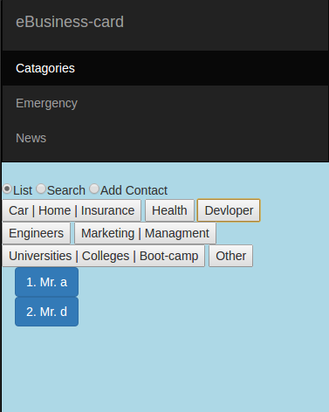 eBusiness-card
Catagories
Emergency
News
List Search Add Contact
Car | Home | Insurance Health Devloper
Engineers Marketing | Managment
Universities | Colleges | Boot-camp Other
1. Mr. a
2. Mr. d